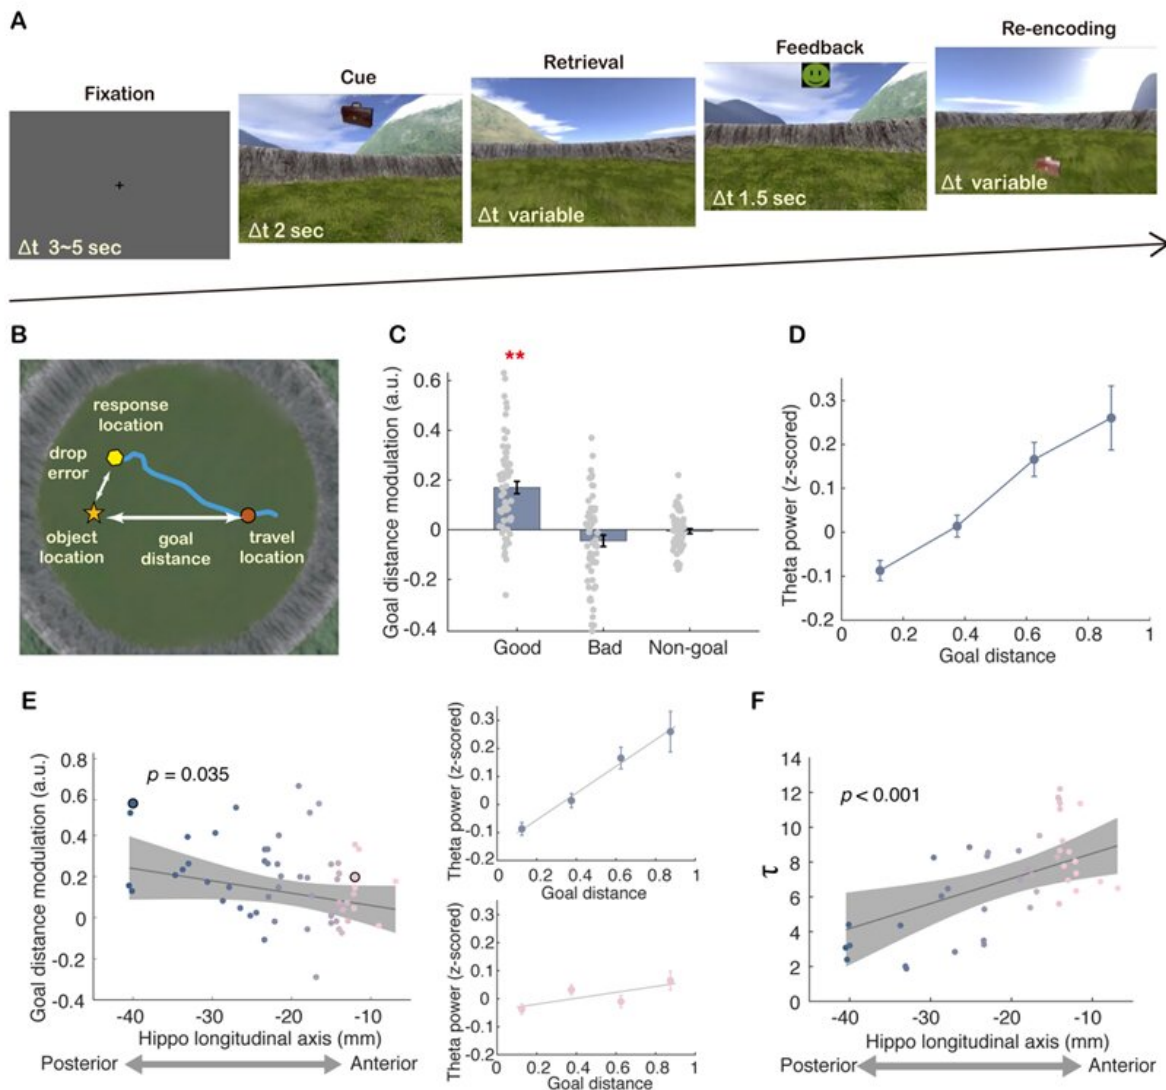 A
Fixation
Cue
Retrieval
Feedback
Re-encoding
Δt 3~5 sec
Δt 2 sec
Δt variable
Δt 1.5 sec
Δt variable
B
response
location
drop
error
object
location
goal
distance
travel
location
C
**
Goal distance modulation (a.u.)
0.6
0.4
0.2
0
-0.2
-0.4
Good
Bad
Non-goal
D
Theta power (z-scored)
0.3
0.2
0.1
0
-0.1
-0.2
0
0.2
0.4
0.6
0.8
1
Goal distance
E
Goal distance modulation (a.u.)
0.8
0.6
0.4
0.2
0
-0.2
-0.4
p = 0.035
-40
-30
-20
-10
Hippo longitudinal axis (mm)
Posterior
Anterior
Theta power (z-scored)
0.3
0.2
0.1
0
-0.1
-0.2
0
0.2
0.4
0.6
0.8
1
Goal distance
Theta power (z-scored)
0.3
0.2
0.1
0
-0.1
-0.2
0
0.2
0.4
0.6
0.8
1
Goal distance
F
τ
14
12
10
8
6
4
2
0
p < 0.001
-40
-30
-20
-10
Hippo longitudinal axis (mm)
Posterior
Anterior